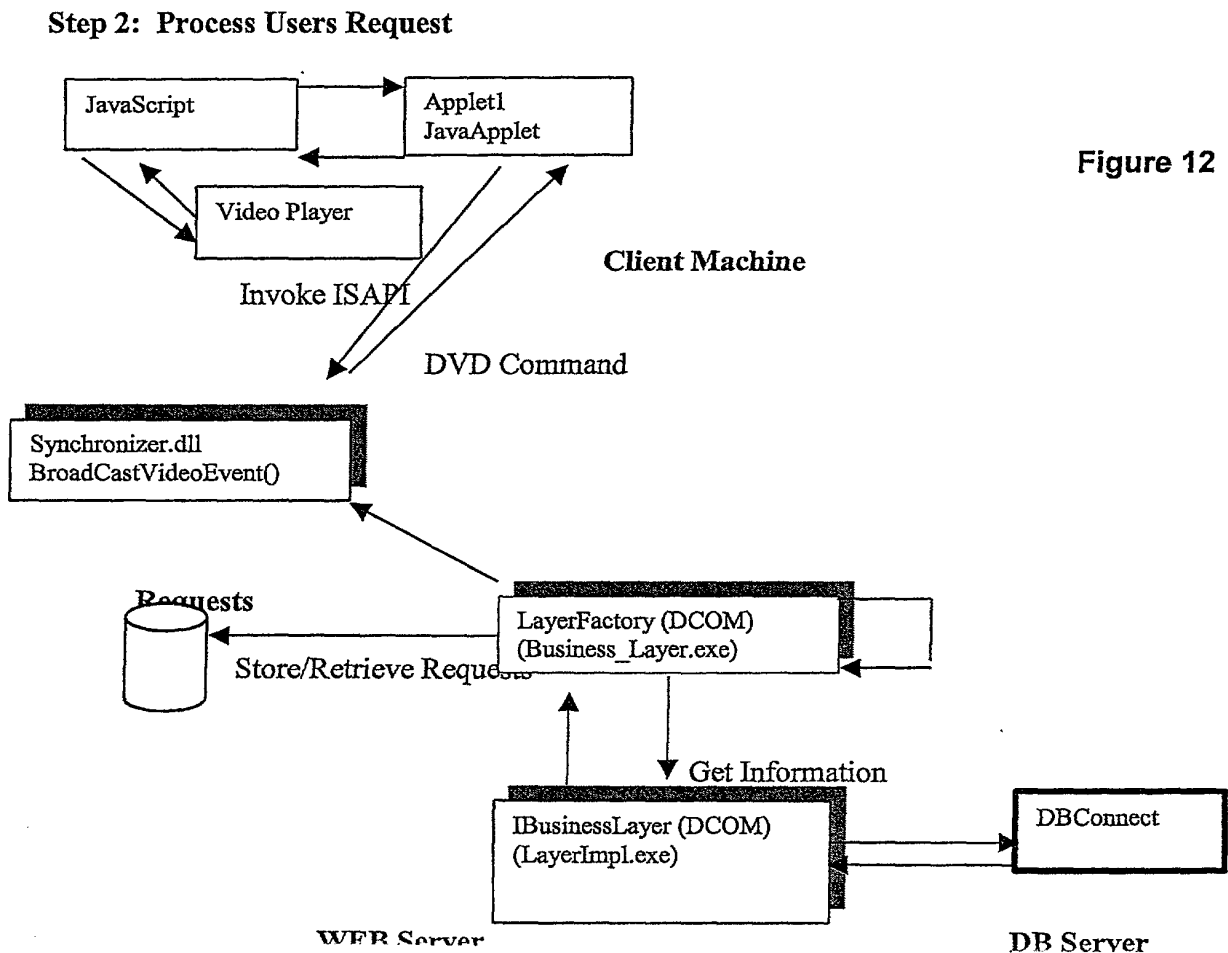 Step 2: Process Users Request
JavaScript
Applet1
JavaApplet
Figure 12
Video Player
Client Machine
Invoke ISAPI
DVD Command
Synchronizer.dll
BroadCastVideoEvent()
Requests
LayerFactory (DCOM)
(Business_Layer.exe)
Store/Retrieve Requests
Get Information
IBusinessLayer (DCOM)
(LayerImpl.exe)
DBConnect
WEB Server
DB Server